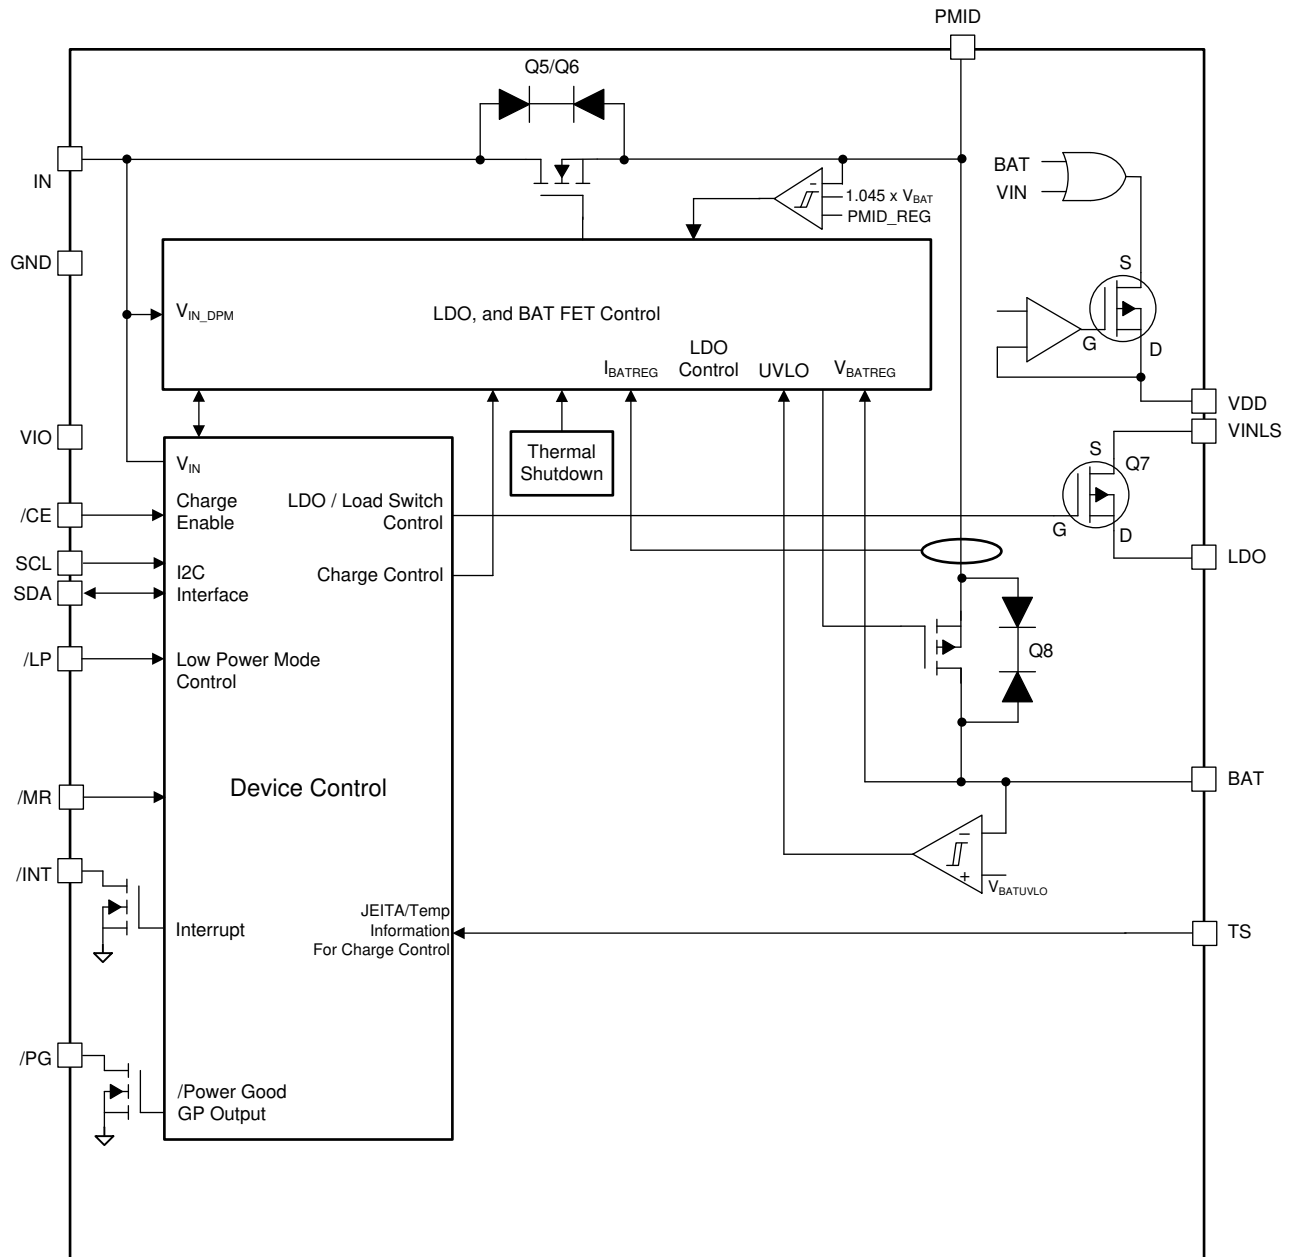 PMID
Q5/Q6
IN
BAT
VIN
1.045 x VBAT
PMID_REG
S
G
D
GND
VIN_DPM
LDO, and BAT FET Control
IBATREG
LDO
Control
UVLO
VBATREG
VDD
VINLS
VIO
VIN
Thermal
Shutdown
S
Q7
G
D
Charge
Enable
LDO / Load Switch
Control
/CE
SCL
SDA
I2C
Interface
Charge Control
LDO
/LP
Low Power Mode
Control
Q8
/MR
Device Control
BAT
–
+
VBATUVLO
/INT
Interrupt
JEITA/Temp
Information
For Charge Control
TS
/PG
/Power Good
GP Output